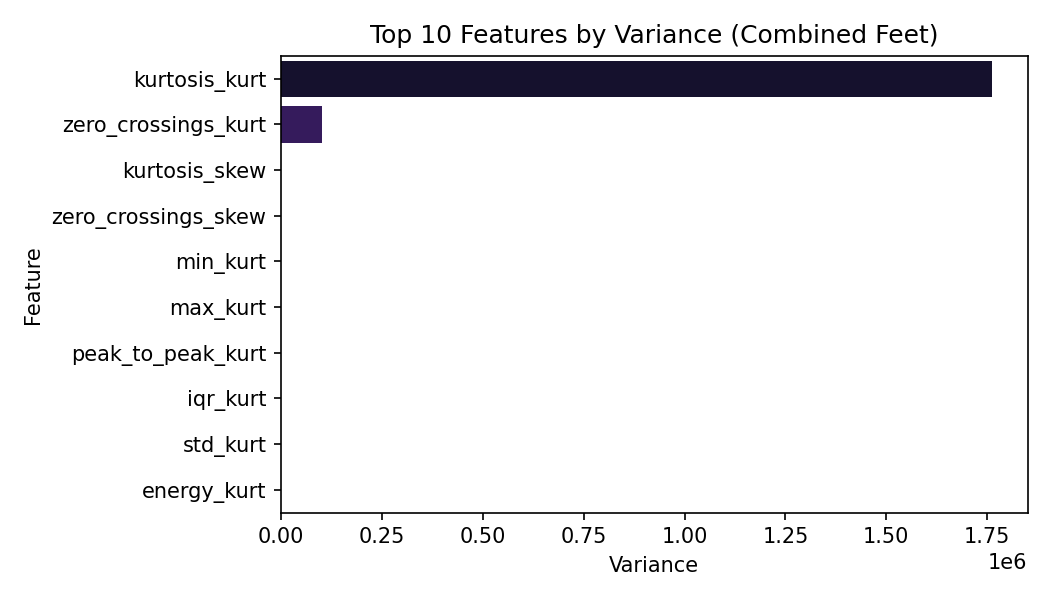 Top 10 Features by Variance (Combined Feet)
kurtosis_kurt
zero_crossings_kurt
kurtosis_skew
zero_crossings_skew
min_kurt
max_kurt
peak_to_peak_kurt
iqr_kurt
std_kurt
energy_kurt
Feature
0.00 0.25 0.50 0.75 1.00 1.25 1.50 1.75
1e6
Variance